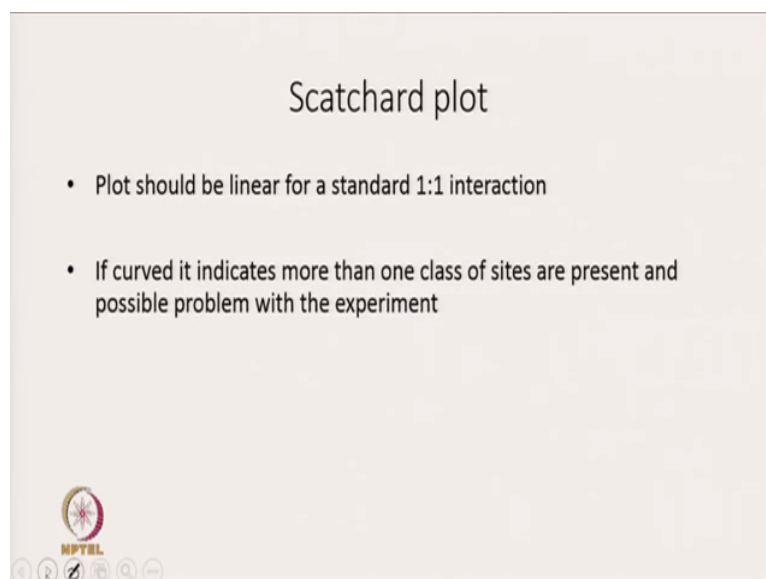 Scatchard plot
• Plot should be linear for a standard 1:1 interaction
• If curved it indicates more than one class of sites are present and
possible problem with the experiment
NPTEL